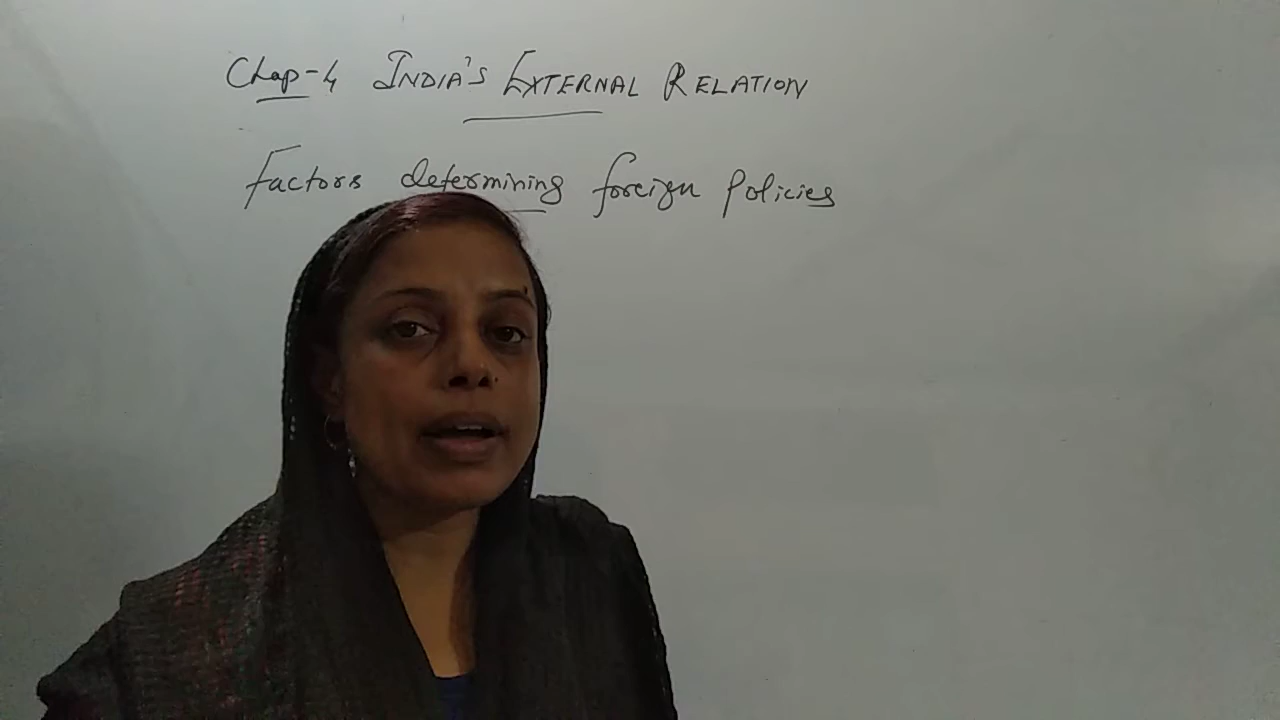 Chap-4 INDIA'S EXTERNAL RELATION
Factors determining foreign Policies